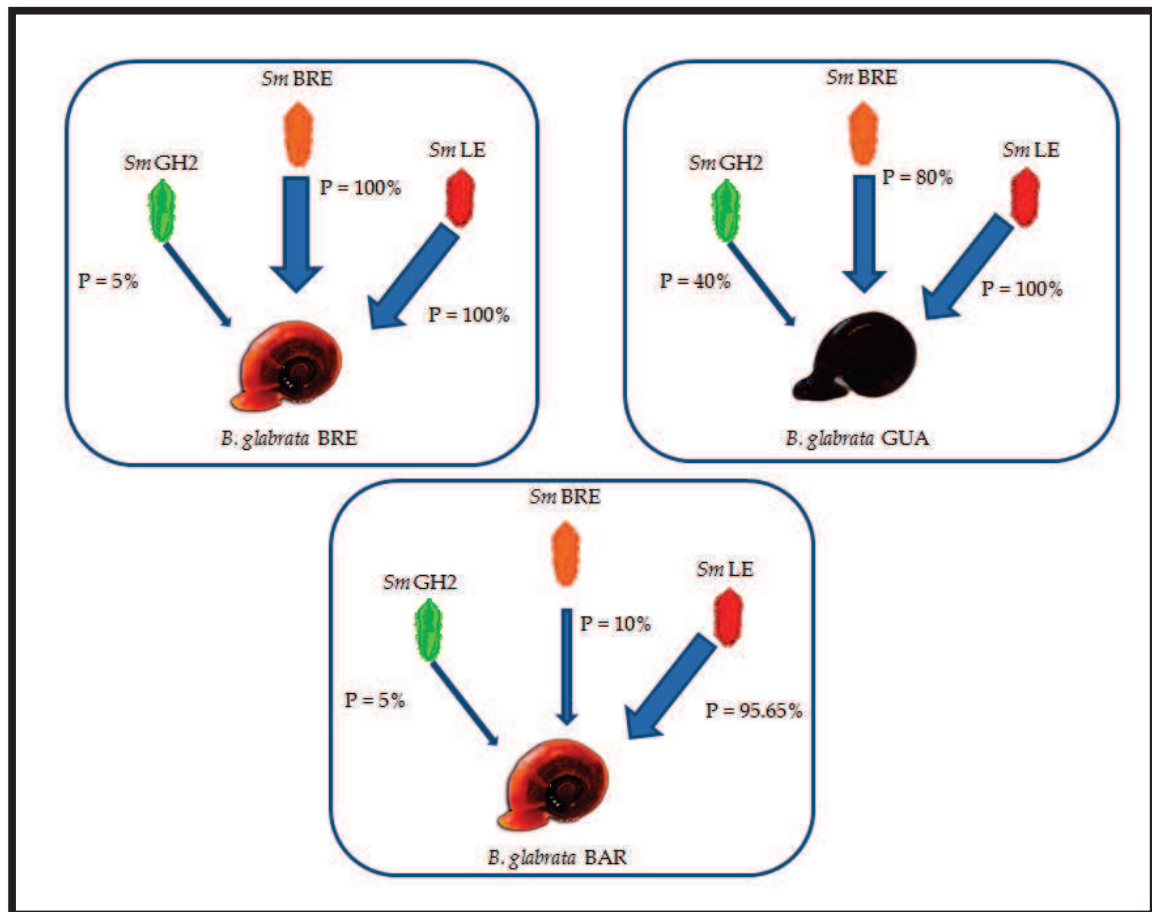 Sm BRE
Sm GH2
Sm LE
P = 100%
P = 5%
P = 100%
B. glabrata BRE
Sm BRE
Sm GH2
Sm LE
P = 80%
P = 40%
P = 100%
B. glabrata GUA
Sm BRE
Sm GH2
Sm LE
P = 10%
P = 5%
P = 95.65%
B. glabrata BAR